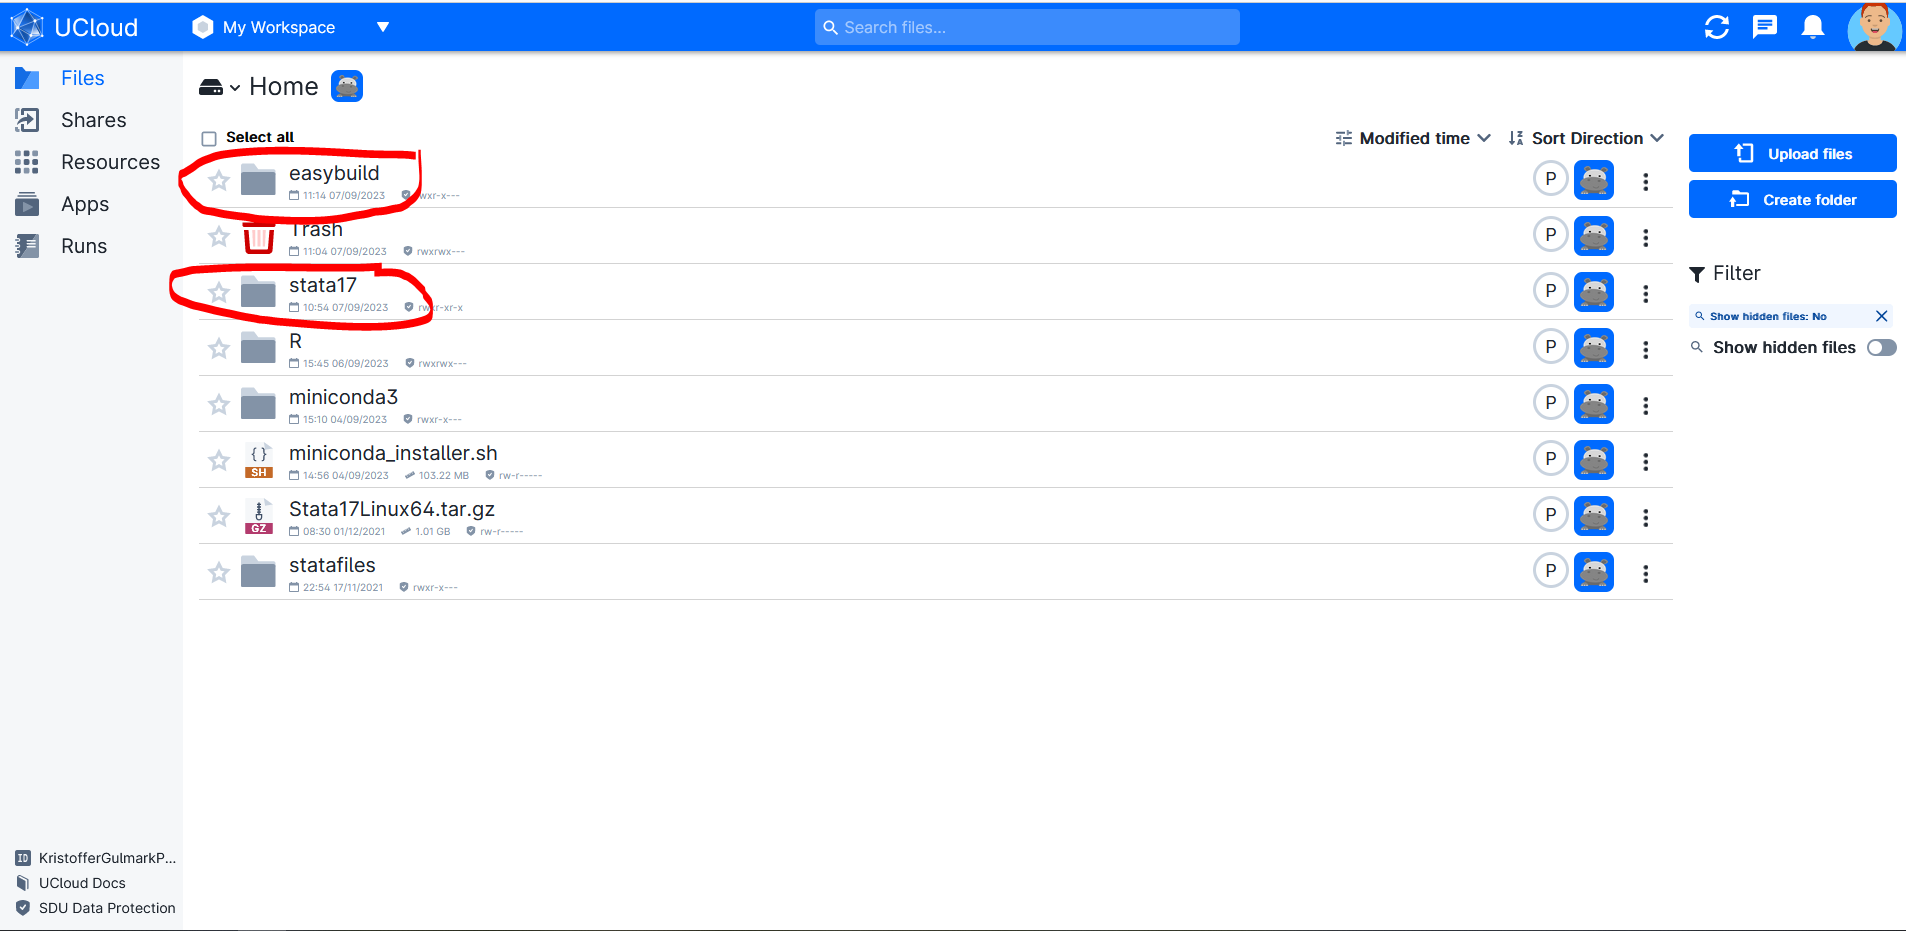 UCloud My Workspace Search files...
Files
Shares
Resources
Apps
Runs
Home
Select all Modified time Sort Direction
easybuild
11:14 07/09/2023 rwxr-x---
P
Trash
11:04 07/09/2023 rwxrwx---
P
stata17
10:54 07/09/2023 rwxr-xr-x
P
R
15:45 06/09/2023 rwxrwx---
P
miniconda3
15:10 04/09/2023 rwxr-x---
P
{ }
SH
miniconda_installer.sh
14:56 04/09/2023 103.22 MB rw-r-----
P
GZ
Stata17Linux64.tar.gz
08:30 01/12/2021 1.01 GB rw-r-----
P
statafiles
22:54 17/11/2021 rwxr-x---
P
Upload files
Create folder
Filter
Show hidden files: No
Show hidden files
ID KristofferGulmarkP...
UCloud Docs
SDU Data Protection